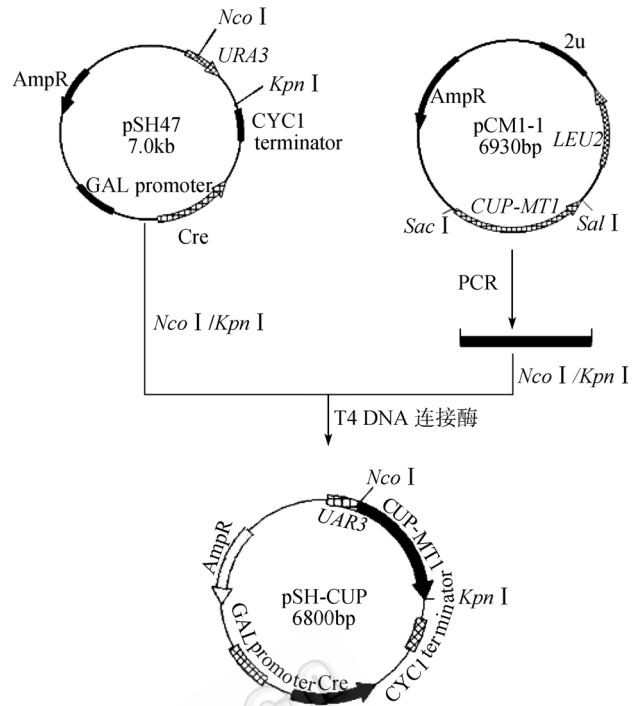 Nco Ⅰ
URA3
Kpn Ⅰ
AmpR
pSH47
7.0kb
CYC1
terminator
GAL promoter
Cre
2u
AmpR
pCM1-1
6930bp
LEU2
CUP-MT1
Sac Ⅰ
Sal Ⅰ
PCR
Nco Ⅰ/Kpn Ⅰ
Nco Ⅰ/Kpn Ⅰ
T4 DNA 连接酶
Nco Ⅰ
UAR3
CUP-MT1
AmpR
Kpn Ⅰ
pSH-CUP
6800bp
CYC1 terminator
GAL promoter Cre